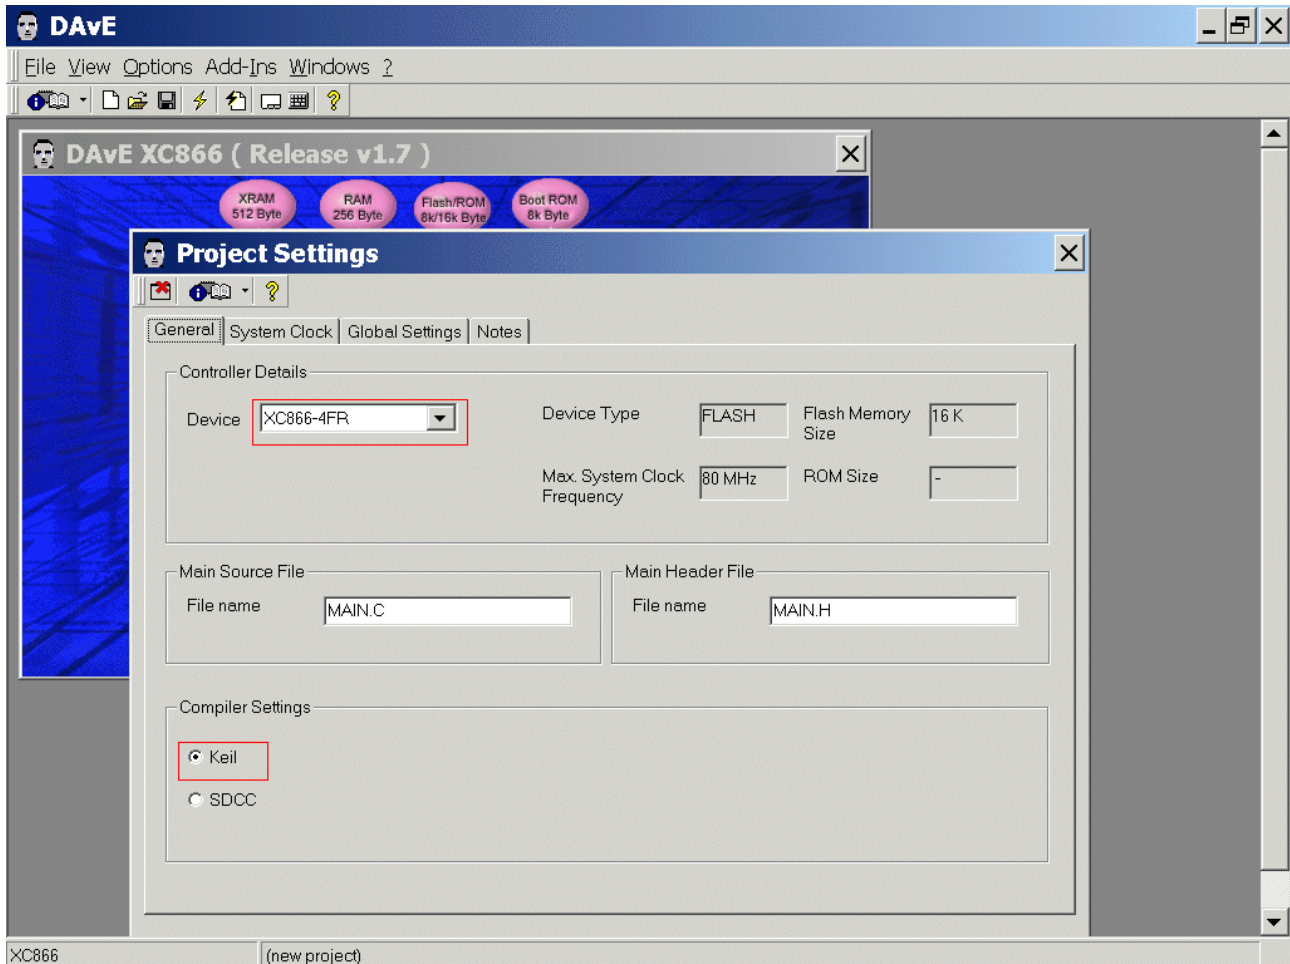 DAvE
File View Options Add-Ins Windows ?
DAvE XC866 ( Release v1.7 )
XRAM
512 Byte
RAM
256 Byte
Flash/ROM
8k/16k Byte
Boot ROM
8k Byte
Project Settings
General System Clock Global Settings Notes
Controller Details
Device XC866-4FR
Device Type FLASH
Flash Memory Size 16 K
Max. System Clock Frequency 80 MHz
ROM Size -
Main Source File
File name MAIN.C
Main Header File
File name MAIN.H
Compiler Settings
Keil
SDCC
XC866 (new project)